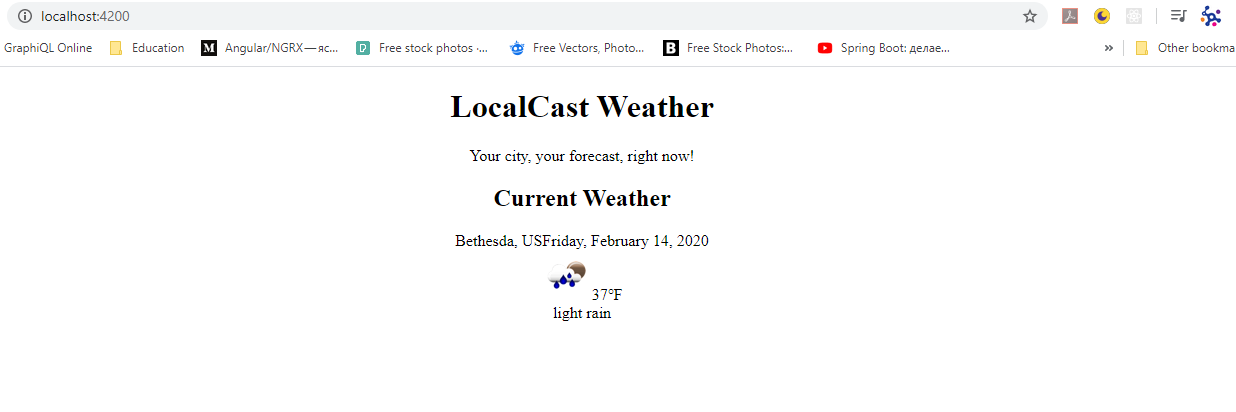 localhost:4200
GraphiQL Online Education M Angular/NGRX — яс... Free stock photos ·... Free Vectors, Photo... B Free Stock Photos:... Spring Boot: делае... » Other bookma
LocalCast Weather
Your city, your forecast, right now!
Current Weather
Bethesda, USFriday, February 14, 2020
37℉
light rain